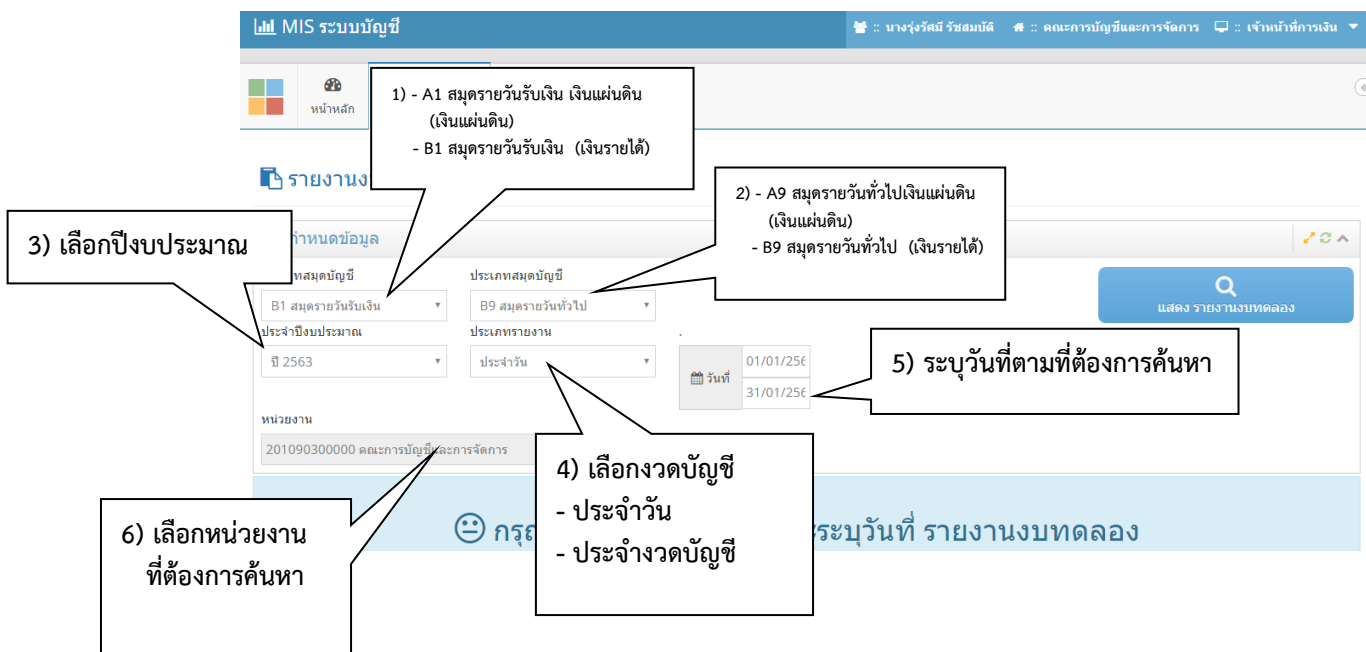 MIS ระบบบัญชี
:: นางรุ่งรัศมี รัชสมบัติ :: คณะการบัญชีและการจัดการ :: เจ้าหน้าที่การเงิน
หน้าหลัก
1) - A1 สมุดรายวันรับเงิน เงินแผ่นดิน
(เงินแผ่นดิน)
- B1 สมุดรายวันรับเงิน (เงินรายได้)
รายงานง
2) - A9 สมุดรายวันทั่วไปเงินแผ่นดิน
(เงินแผ่นดิน)
- B9 สมุดรายวันทั่วไป (เงินรายได้)
3) เลือกปีงบประมาณ
กำหนดข้อมูล
ทสมุดบัญชี ประเภทสมุดบัญชี
B1 สมุดรายวันรับเงิน B9 สมุดรายวันทั่วไป
แสดง รายงานงบทดลอง
ประจำปีงบประมาณ ประเภทรายงาน .
ปี 2563 ประจำวัน
วันที่
01/01/256
31/01/256
5) ระบุวันที่ตามที่ต้องการค้นหา
หน่วยงาน
201090300000 คณะการบัญชีและการจัดการ
4) เลือกงวดบัญชี
- ประจำวัน
- ประจำงวดบัญชี
6) เลือกหน่วยงาน
ที่ต้องการค้นหา
กรุณ ระบุวันที่ รายงานงบทดลอง